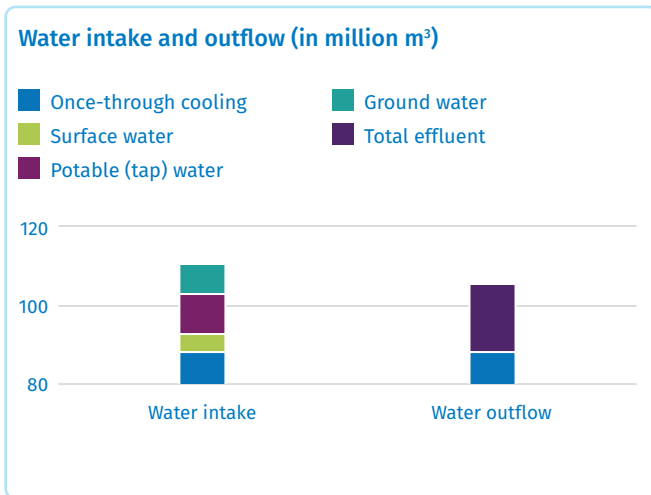 Water intake and outflow (in million m³)
Once-through cooling
Surface water
Potable (tap) water
Ground water
Total effluent
120
100
80
Water intake
Water outflow